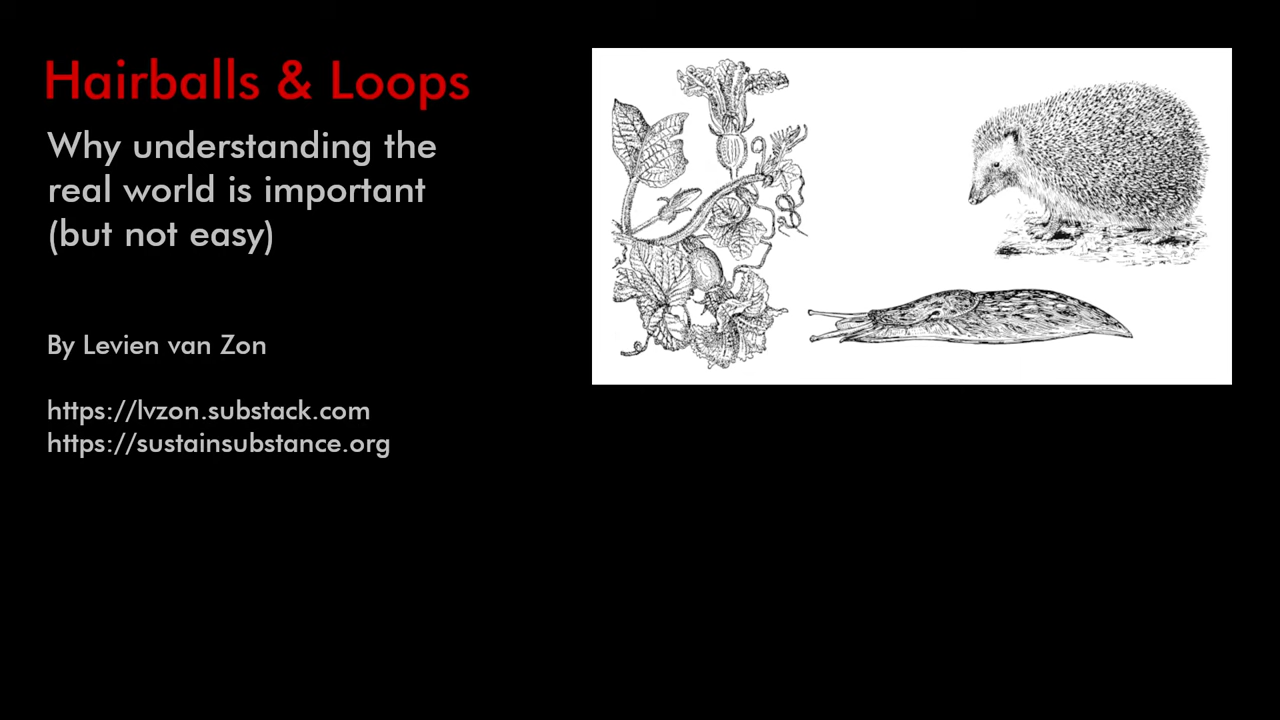 Hairballs & Loops
Why understanding the
real world is important
(but not easy)
By Levien van Zon
https://lvzon.substack.com
https://sustainsubstance.org